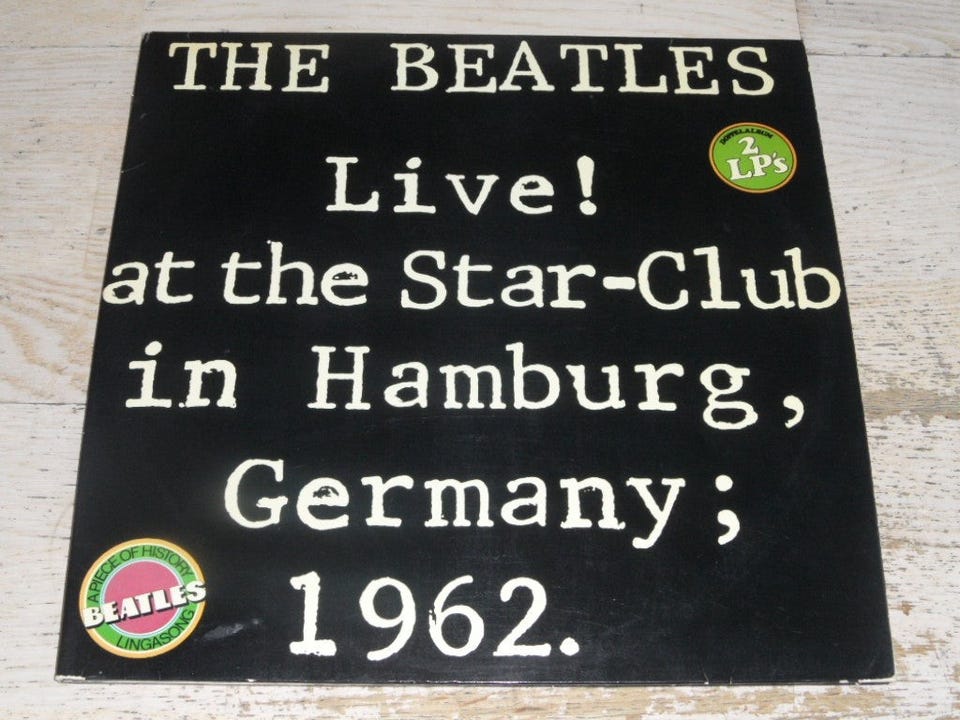 THE BEATLES
DOPPELALBUM
2
LP's
Live!
at the Star-Club
in Hamburg,
Germany;
1962.
A PIECE OF HISTORY
BEATLES
LINGASONG